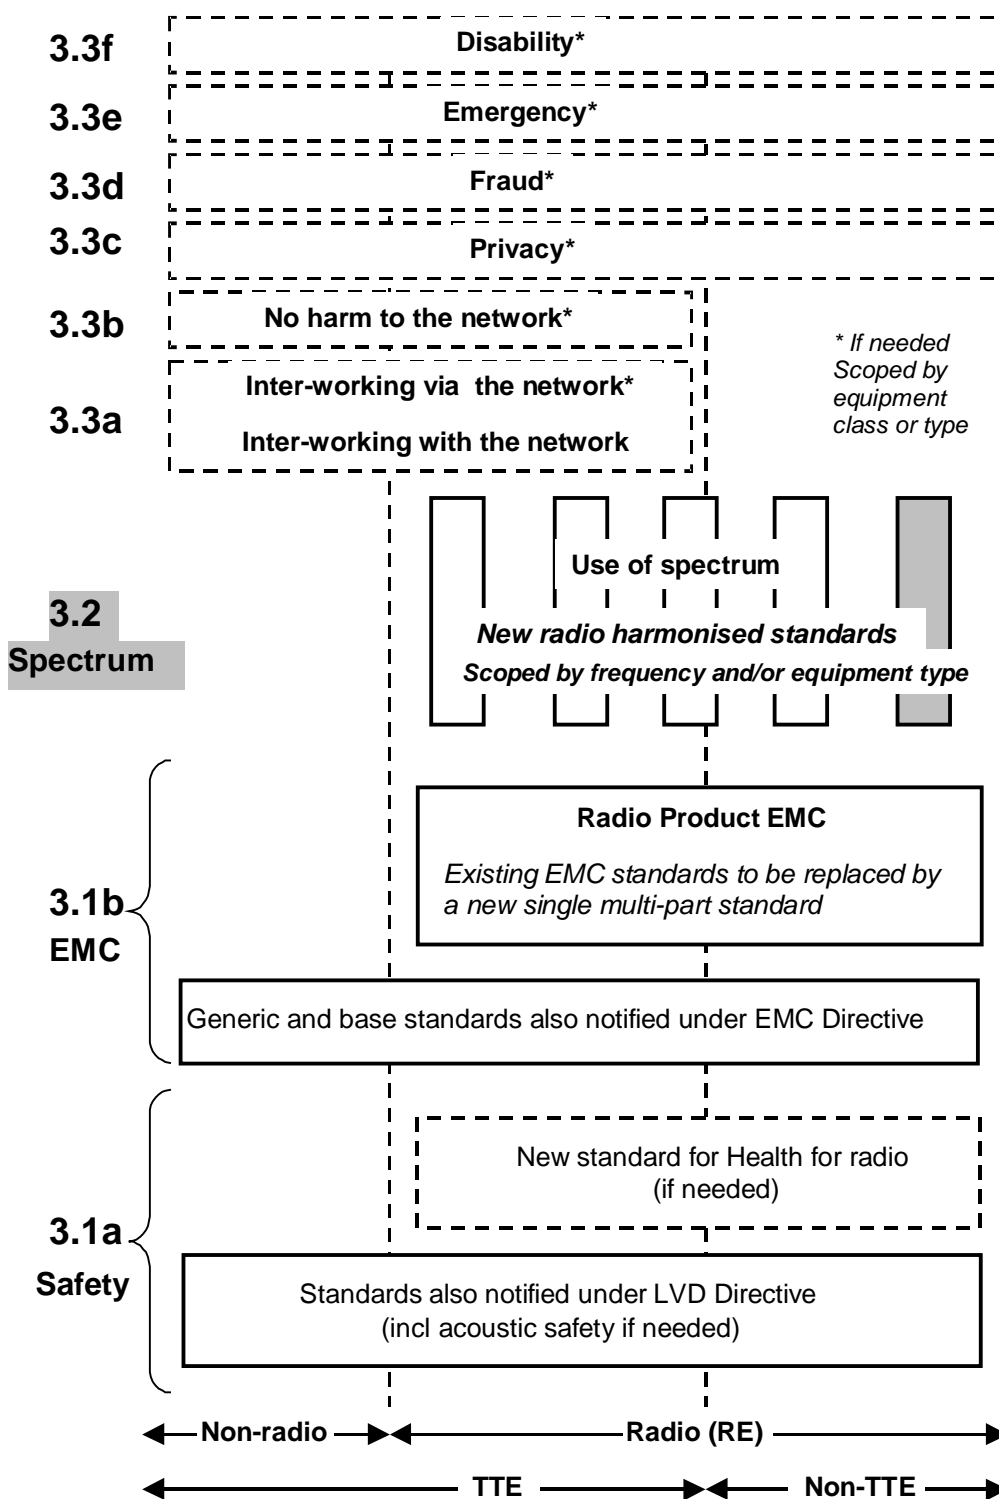 3.3f
Disability*
3.3e
Emergency*
3.3d
Fraud*
3.3c
Privacy*
3.3b
No harm to the network*
* If needed
Scoped by
equipment
class or type
3.3a
Inter-working via the network*
Inter-working with the network
Use of spectrum
3.2
Spectrum
New radio harmonised standards
Scoped by frequency and/or equipment type
Radio Product EMC
Existing EMC standards to be replaced by
a new single multi-part standard
3.1b
EMC
Generic and base standards also notified under EMC Directive
New standard for Health for radio
(if needed)
3.1a
Safety
Standards also notified under LVD Directive
(incl acoustic safety if needed)
Non-radio
Radio (RE)
TTE
Non-TTE